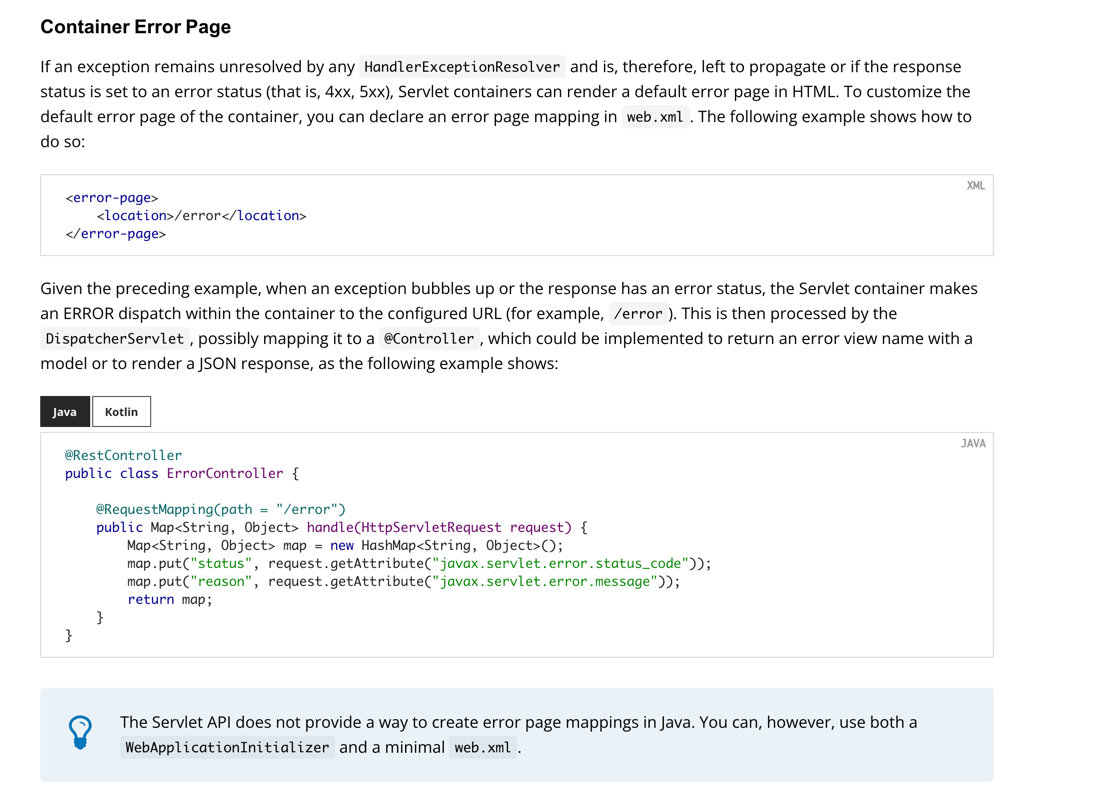 Container Error Page
If an exception remains unresolved by any HandlerExceptionResolver and is, therefore, left to propagate or if the response
status is set to an error status (that is, 4xx, 5xx), Servlet containers can render a default error page in HTML. To customize the
default error page of the container, you can declare an error page mapping in web.xml . The following example shows how to
do so:
XML
<error-page>
    <location>/error</location>
</error-page>
Given the preceding example, when an exception bubbles up or the response has an error status, the Servlet container makes
an ERROR dispatch within the container to the configured URL (for example, /error ). This is then processed by the
DispatcherServlet , possibly mapping it to a @Controller , which could be implemented to return an error view name with a
model or to render a JSON response, as the following example shows:
Java Kotlin
JAVA
@RestController
public class ErrorController {
    @RequestMapping(path = "/error")
    public Map<String, Object> handle(HttpServletRequest request) {
        Map<String, Object> map = new HashMap<String, Object>();
        map.put("status", request.getAttribute("javax.servlet.error.status_code"));
        map.put("reason", request.getAttribute("javax.servlet.error.message"));
        return map;
    }
}
The Servlet API does not provide a way to create error page mappings in Java. You can, however, use both a
WebApplicationInitializer and a minimal web.xml .